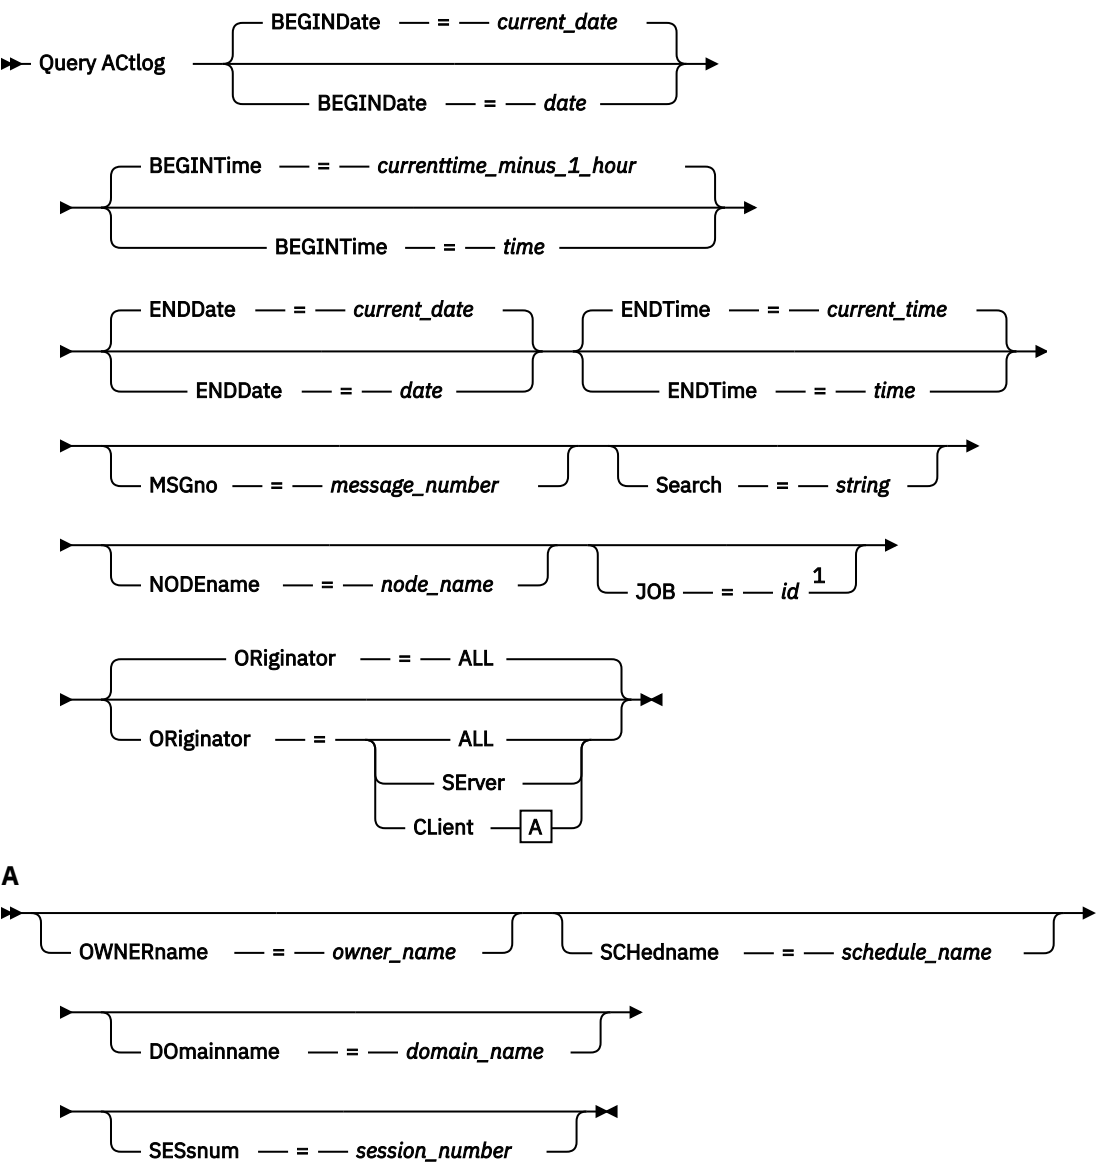 BEGINDate = current_date
Query ACtlog
BEGINDate = date
BEGINTime = currenttime_minus_1_hour
BEGINTime = time
ENDDate = current_date ENDTime = current_time
ENDDate = date ENDTime = time
MSGno = message_number Search = string
NODEname = node_name JOB = id 1
ORiginator = ALL
ORiginator = ALL
SErver
CLient A
A
OWNERname = owner_name SCHedname = schedule_name
DOmainname = domain_name
SESsnum = session_number